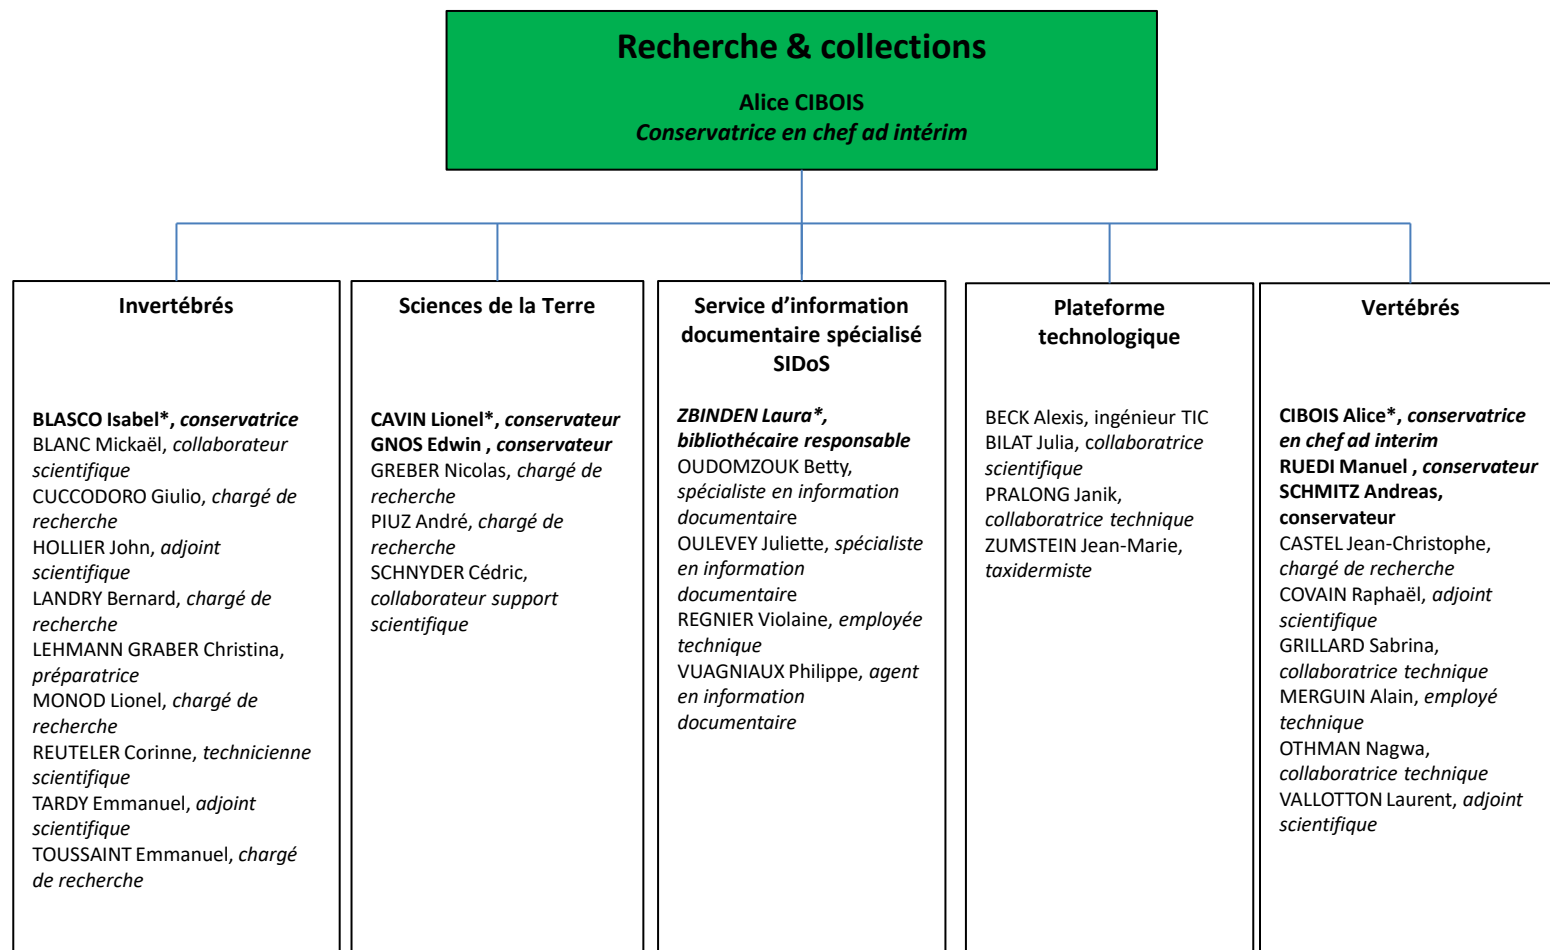 Recherche & collections
Alice CIBOIS
Conservatrice en chef ad intérim
Invertébrés
BLASCO Isabel*, conservatrice
BLANC Mickaël, collaborateur
scientifique
CUCCODORO Giulio, chargé de
recherche
HOLLIER John, adjoint
scientifique
LANDRY Bernard, chargé de
recherche
LEHMANN GRABER Christina,
préparatrice
MONOD Lionel, chargé de
recherche
REUTELER Corinne, technicienne
scientifique
TARDY Emmanuel, adjoint
scientifique
TOUSSAINT Emmanuel, chargé
de recherche
Sciences de la Terre
CAVIN Lionel*, conservateur
GNOS Edwin , conservateur
GREBER Nicolas, chargé de
recherche
PIUZ André, chargé de
recherche
SCHNYDER Cédric,
collaborateur support
scientifique
Service d’information
documentaire spécialisé
SIDoS
ZBINDEN Laura*,
bibliothécaire responsable
OUDOMZOUK Betty,
spécialiste en information
documentaire
OULEVEY Juliette, spécialiste
en information
documentaire
REGNIER Violaine, employée
technique
VUAGNIAUX Philippe, agent
en information
documentaire
Plateforme
technologique
BECK Alexis, ingénieur TIC
BILAT Julia, collaboratrice
scientifique
PRALONG Janik,
collaboratrice technique
ZUMSTEIN Jean-Marie,
taxidermiste
Vertébrés
CIBOIS Alice*, conservatrice
en chef ad interim
RUEDI Manuel , conservateur
SCHMITZ Andreas,
conservateur
CASTEL Jean-Christophe,
chargé de recherche
COVAIN Raphaël, adjoint
scientifique
GRILLARD Sabrina,
collaboratrice technique
MERGUIN Alain, employé
technique
OTHMAN Nagwa,
collaboratrice technique
VALLOTTON Laurent, adjoint
scientifique